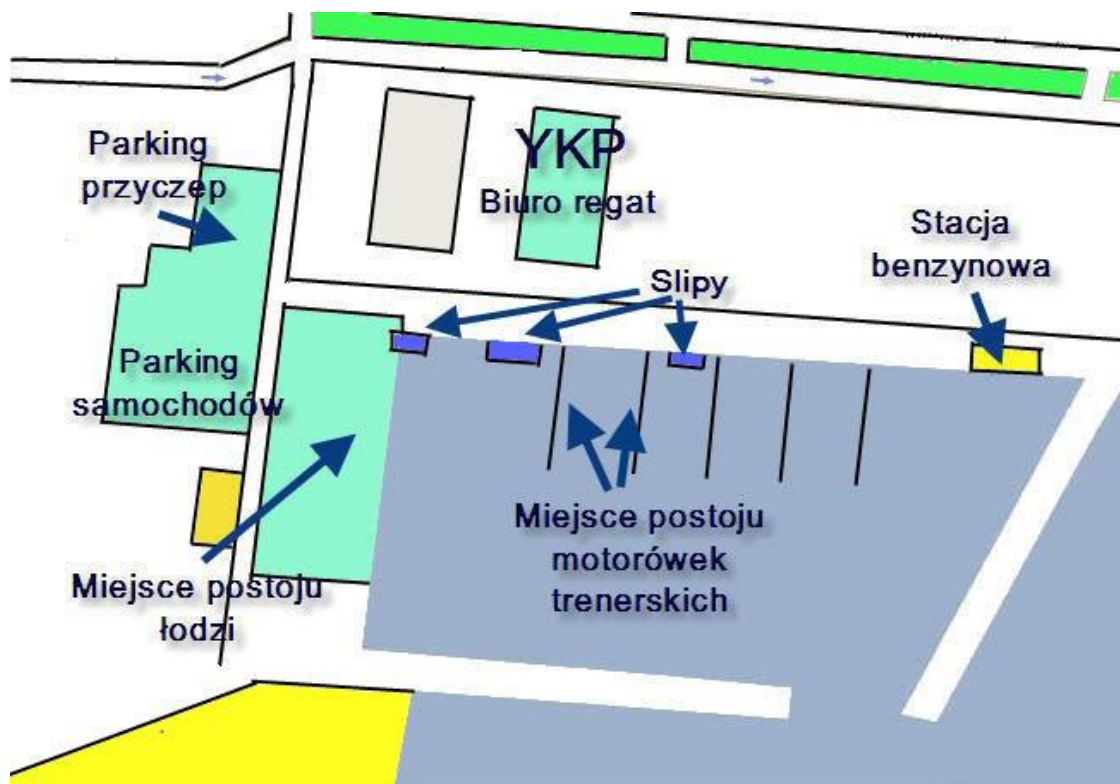 Parking
przyczep
YKP
Biuro regat
Stacja
benzynowa
Slipy
Parking
samochodów
Miejsce postoju
motorówek
trenerskich
Miejsce postoju
łodzi